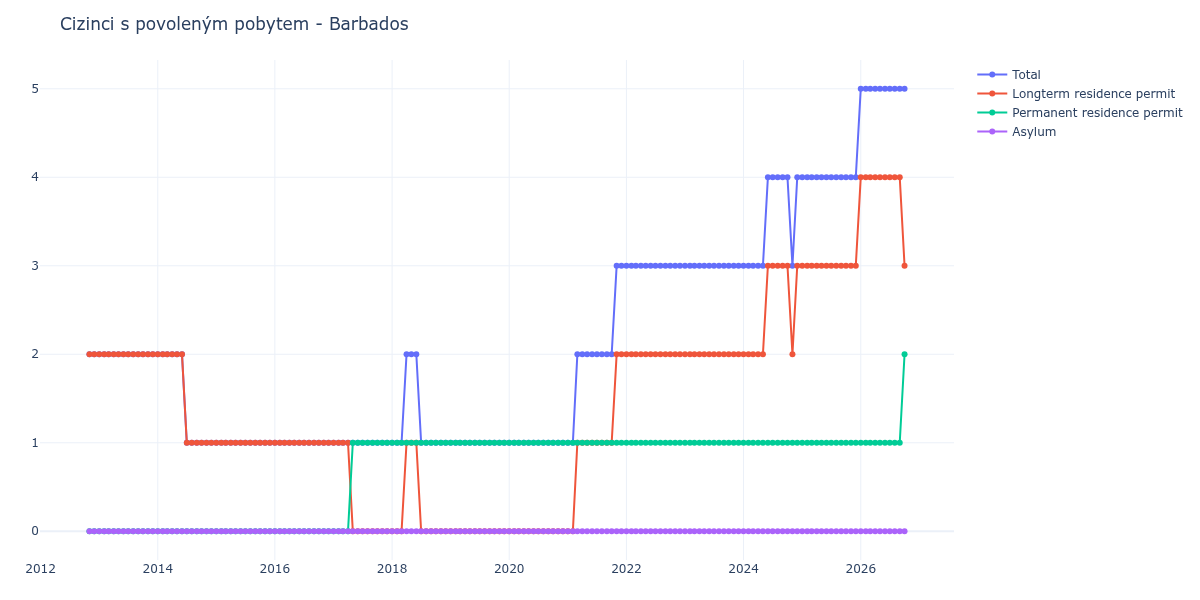 Cizinci s povoleným pobytem - Barbados
Total
Longterm residence permit
Permanent residence permit
Asylum
5
4
3
2
1
0
2012 2014 2016 2018 2020 2022 2024 2026